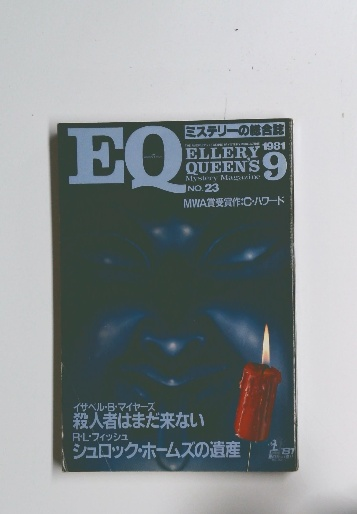 EQ
ミステリーの総合誌
ELLERY
QUEEN'S
Mystery Magazine
1981
9
NO.23
MWA賞受賞作:C・ハワード
イザベル・B・マイヤーズ
殺人者はまだ来ない
R・L・フィッシュ
シュロック・ホームズの遺産